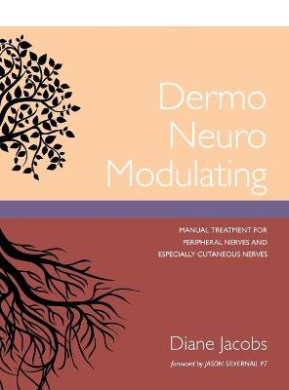 Dermo
Neuro
Modulating
MANUAL TREATMENT FOR
PERIPHERAL NERVES AND
ESPECIALLY CUTANEOUS NERVES
Diane Jacobs
foreword by JASON SILVERNAIL PT